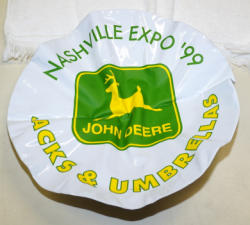 NASHVILLE EXPO '99
JOHN DEERE
ACKS & UMBRELLAS